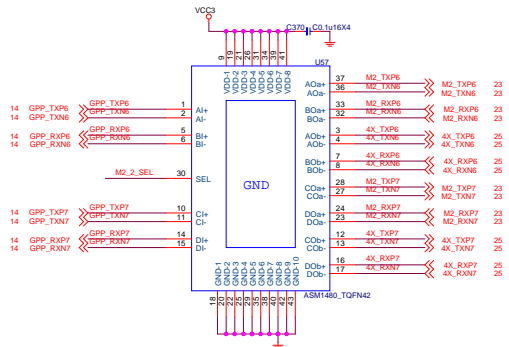 VCC3
C370 C0.1u16X4
9 19 21 26 31 34 39 41
VDD-1 VDD-2 VDD-3 VDD-4 VDD-5 VDD-6 VDD-7 VDD-8
U57
14 GPP_TXP6 GPP_TXP6 1 AI+
14 GPP_TXN6 GPP_TXN6 2 AI-
14 GPP_RXP6 GPP_RXP6 5 BI+
14 GPP_RXN6 GPP_RXN6 6 BI-
M2_2_SEL 30 SEL
14 GPP_TXP7 GPP_TXP7 10 CI+
14 GPP_TXN7 GPP_TXN7 11 CI-
14 GPP_RXP7 GPP_RXP7 14 DI+
14 GPP_RXN7 GPP_RXN7 15 DI-
GND
AOa+ 37 M2_TXP6 M2_TXP6 23
AOa- 36 M2_TXN6 M2_TXN6 23
BOa+ 33 M2_RXP6 M2_RXP6 23
BOa- 32 M2_RXN6 M2_RXN6 23
AOb+ 3 4X_TXP6 4X_TXP6 25
AOb- 4 4X_TXN6 4X_TXN6 25
BOb+ 7 4X_RXP6 4X_RXP6 25
BOb- 8 4X_RXN6 4X_RXN6 25
COa+ 28 M2_TXP7 M2_TXP7 23
COa- 27 M2_TXN7 M2_TXN7 23
DOa+ 24 M2_RXP7 M2_RXP7 23
DOa- 23 M2_RXN7 M2_RXN7 23
COb+ 12 4X_TXP7 4X_TXP7 25
COb- 13 4X_TXN7 4X_TXN7 25
DOb+ 16 4X_RXP7 4X_RXP7 25
DOb- 17 4X_RXN7 4X_RXN7 25
GND-1 GND-2 GND-3 GND-4 GND-5 GND-6 GND-7 GND-8 GND-9 GND-10
18 20 22 25 29 35 38 40 42 43
ASM1480_TQFN42